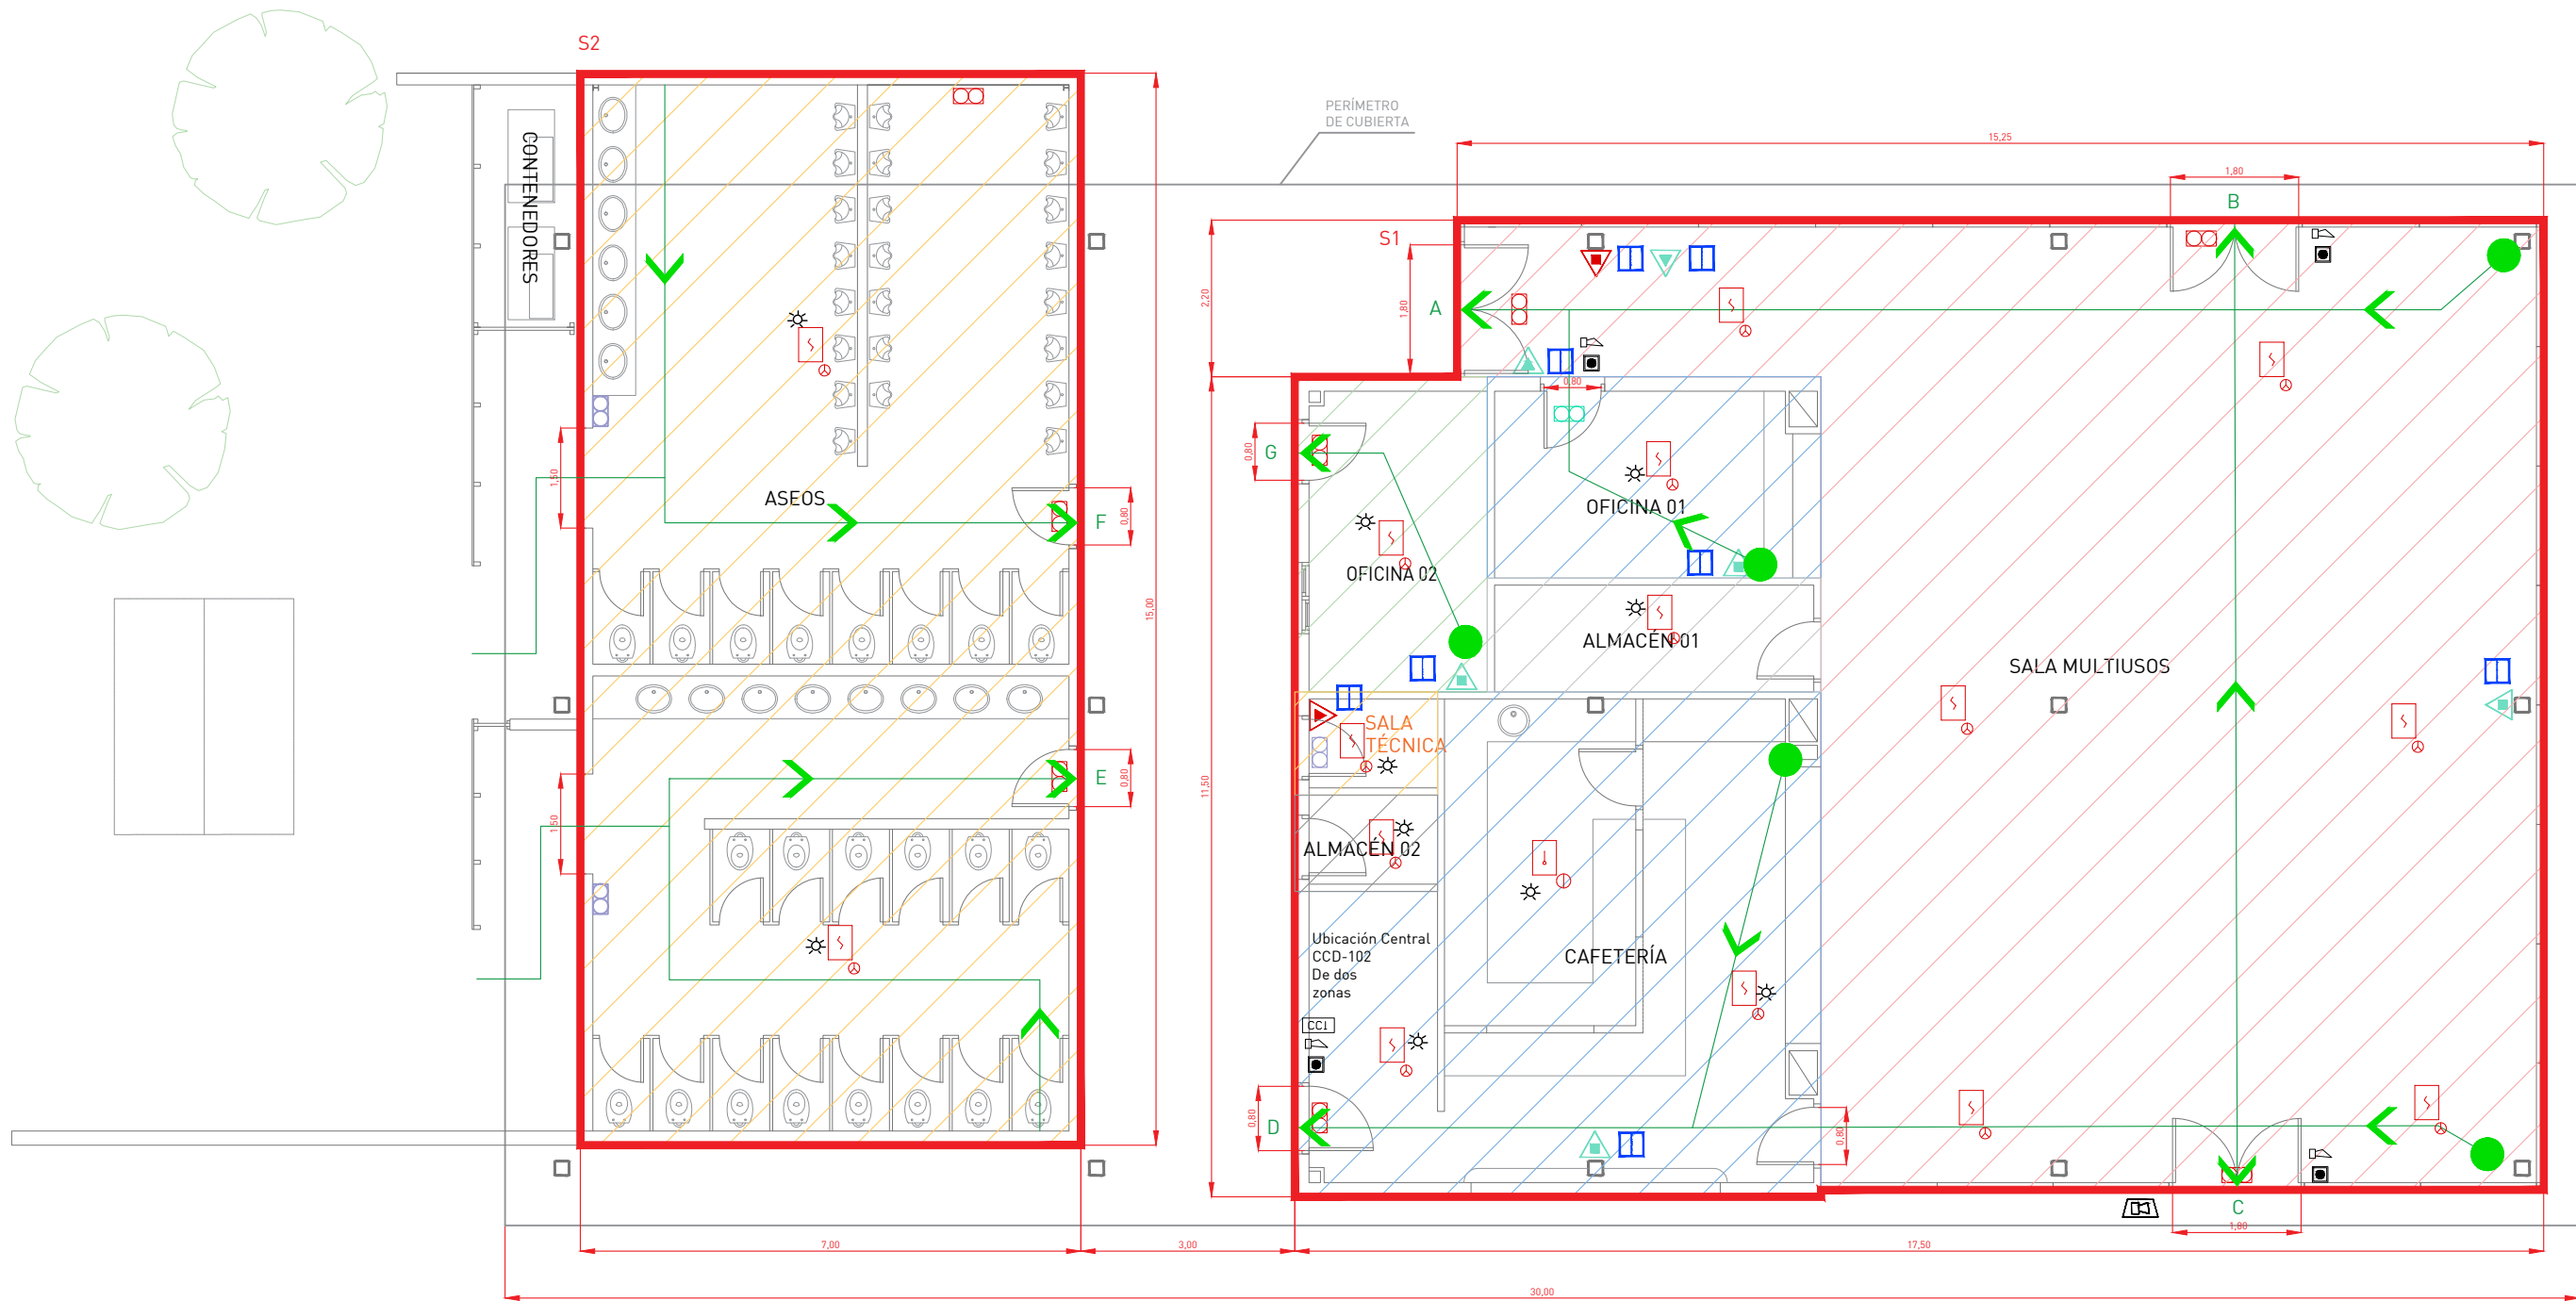 S2
PERÍMETRO
DE CUBIERTA
15,25
1,80
B
S1
CONTENEDORES
2,20
1,80
A
0,80
G
0,80
1,50
ASEOS
F
0,80
OFICINA 01
OFICINA 02
15,00
ALMACÉN 01
SALA MULTIUSOS
SALA
TÉCNICA
E
0,80
11,50
1,50
ALMACÉN 02
Ubicación Central
CCD-102
De dos
zonas
CAFETERÍA
CCI
D
0,80
0,80
C
1,80
7,00
3,00
17,50
30,00